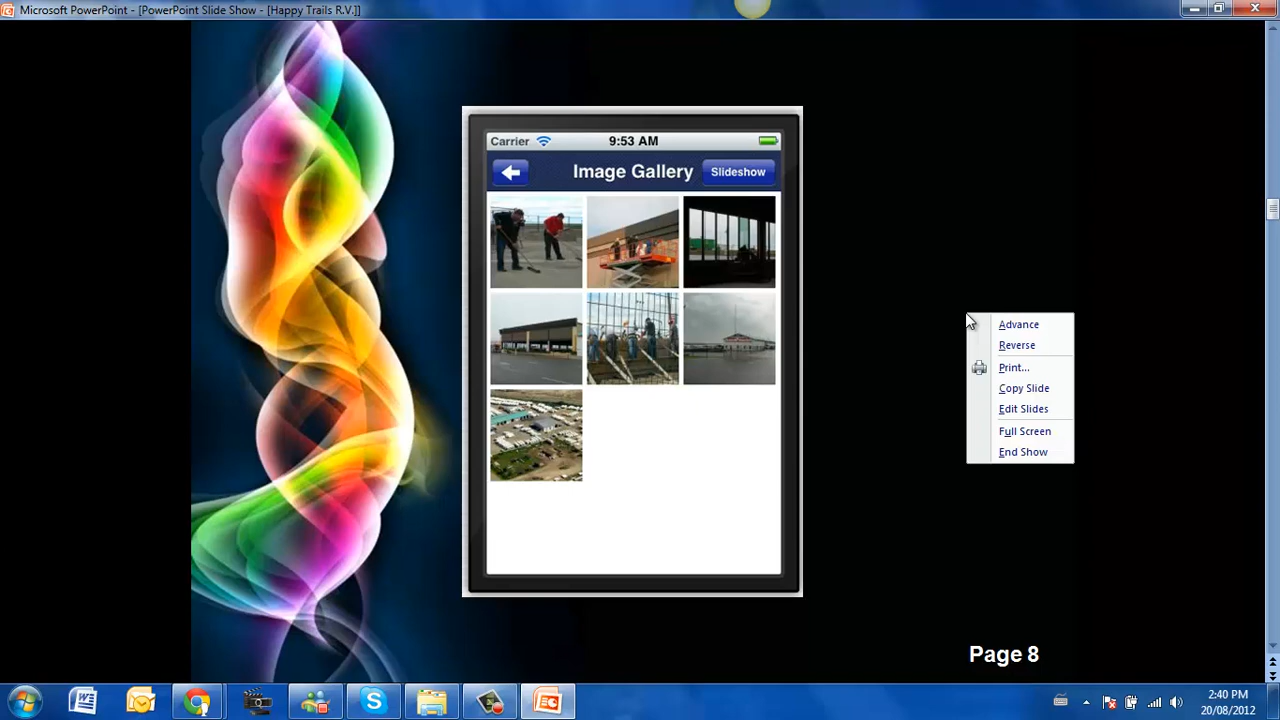 Microsoft PowerPoint - [PowerPoint Slide Show - [Happy Trails R.V.]]
Carrier 9:53 AM
Image Gallery Slideshow
Advance
Reverse
Print...
Copy Slide
Edit Slides
Full Screen
End Show
Page 8
2:40 PM
20/08/2012